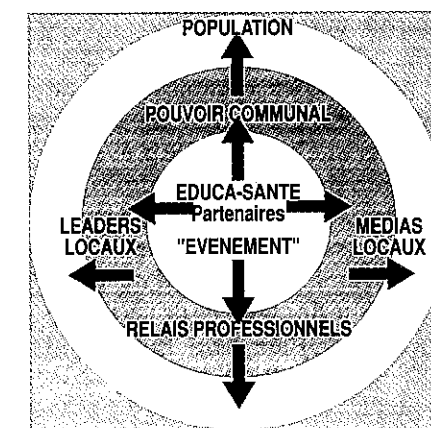 POPULATION
POUVOIR COMMUNAL
EDUCA-SANTE
Partenaires
LEADERS
LOCAUX
"EVENEMENT"
MEDIAS
LOCAUX
RELAIS PROFESSIONNELS